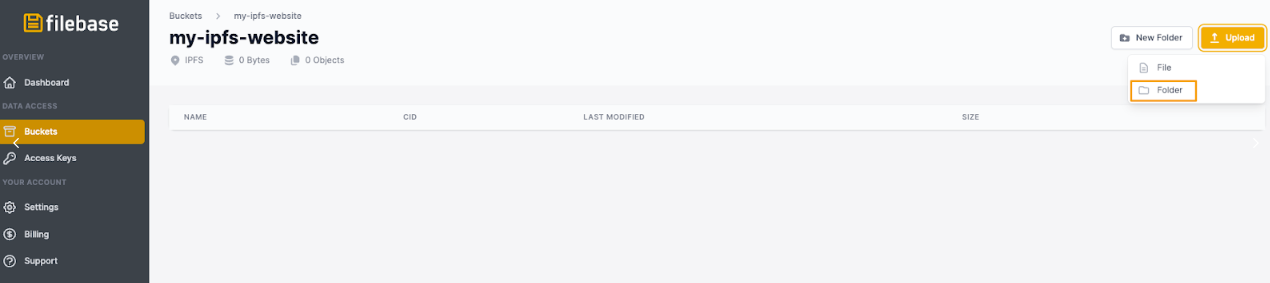 filebase
OVERVIEW
Dashboard
DATA ACCESS
Buckets
Access Keys
YOUR ACCOUNT
Settings
Billing
Support
Buckets > my-ipfs-website
my-ipfs-website
IPFS 0 Bytes 0 Objects
New Folder Upload
File
Folder
NAME CID LAST MODIFIED SIZE